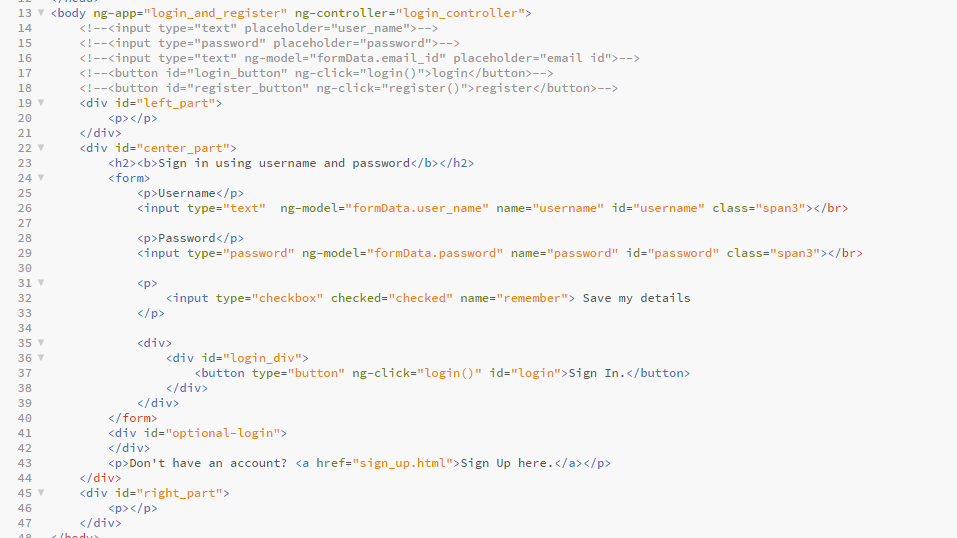 13 <body ng-app="login_and_register" ng-controller="login_controller">
14     <!--<input type="text" placeholder="user_name">-->
15     <!--<input type="password" placeholder="password">-->
16     <!--<input type="text" ng-model="formData.email_id" placeholder="email id">-->
17     <!--<button id="login_button" ng-click="login()">login</button>-->
18     <!--<button id="register_button" ng-click="register()">register</button>-->
19     <div id="left_part">
20         <p></p>
21     </div>
22     <div id="center_part">
23         <h2><b>Sign in using username and password</b></h2>
24         <form>
25             <p>Username</p>
26             <input type="text"  ng-model="formData.user_name" name="username" id="username" class="span3"></br>
27
28             <p>Password</p>
29             <input type="password" ng-model="formData.password" name="password" id="password" class="span3"></br>
30
31             <p>
32                 <input type="checkbox" checked="checked" name="remember"> Save my details
33             </p>
34
35             <div>
36                 <div id="login_div">
37                     <button type="button" ng-click="login()" id="login">Sign In.</button>
38                 </div>
39             </div>
40         </form>
41         <div id="optional-login">
42         </div>
43         <p>Don't have an account? <a href="sign_up.html">Sign Up here.</a></p>
44     </div>
45     <div id="right_part">
46         <p></p>
47     </div>
48 </body>